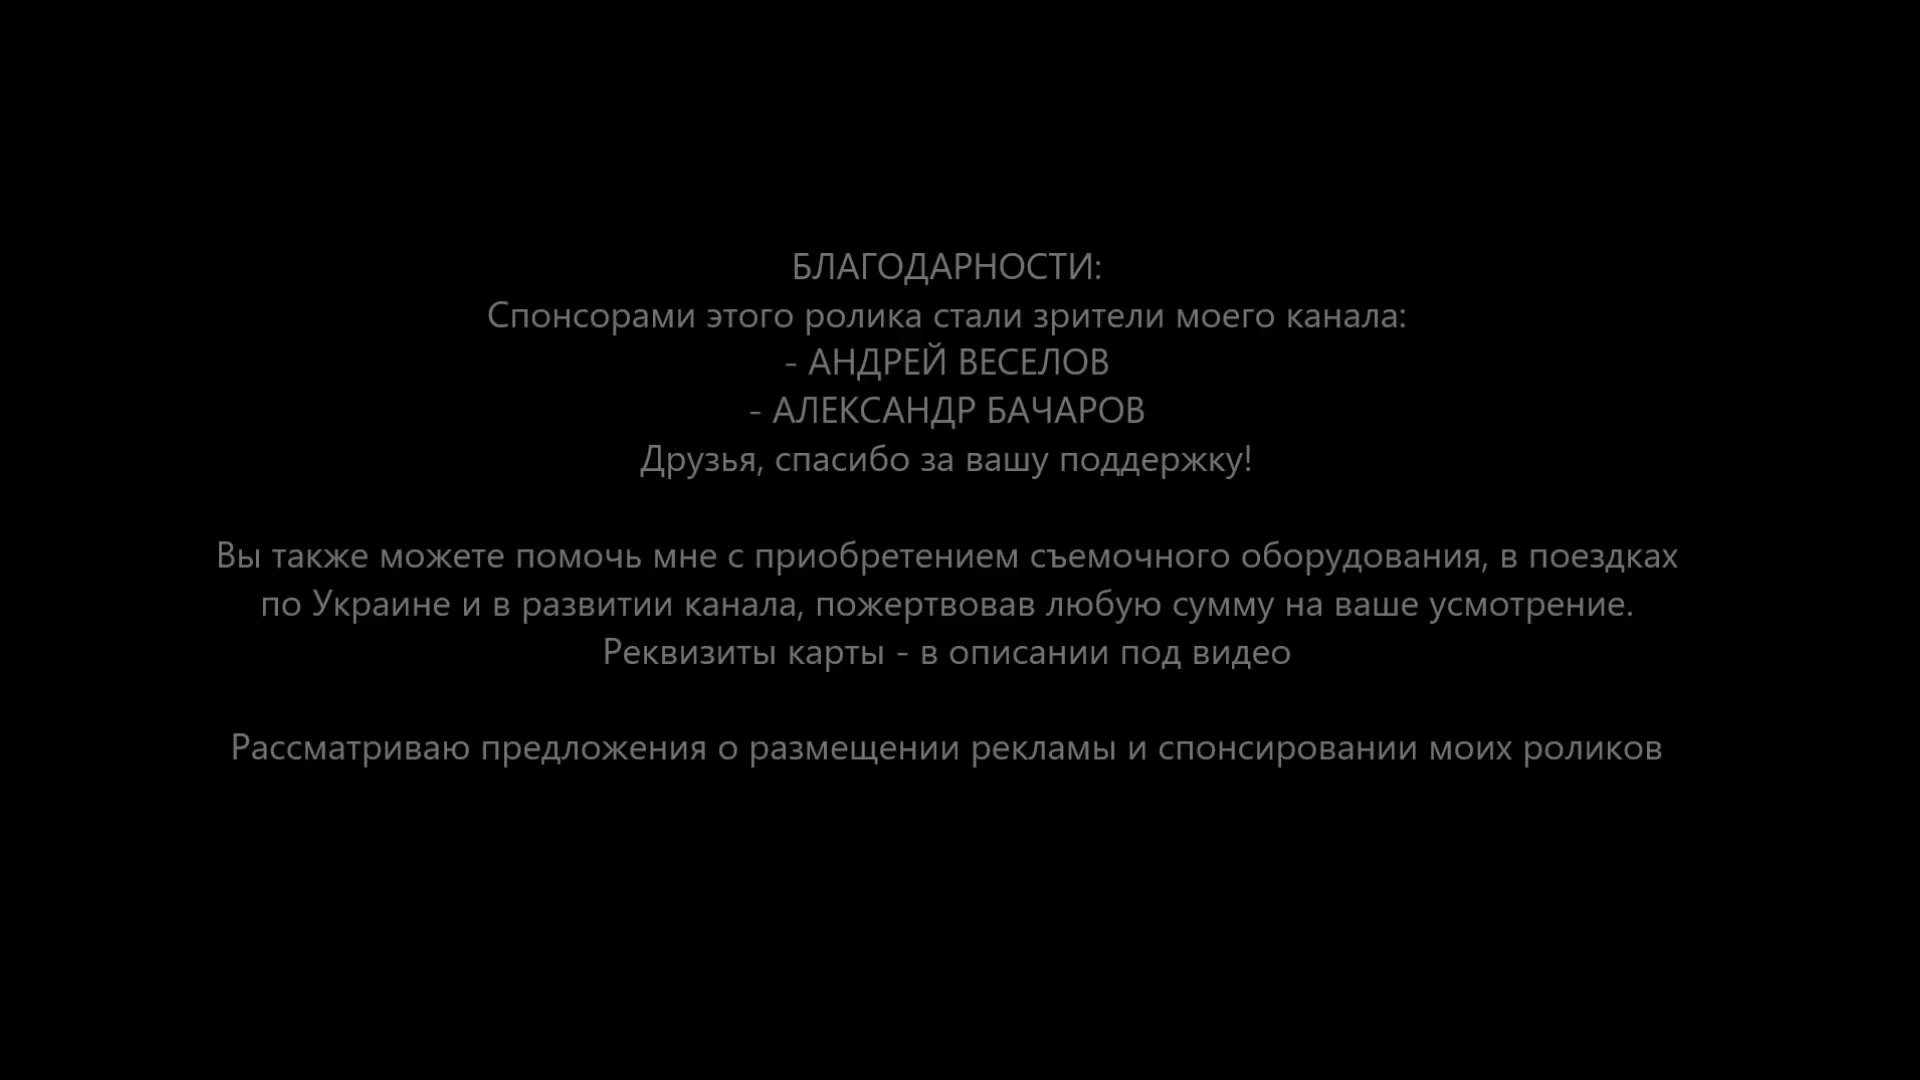 БЛАГОДАРНОСТИ:
Спонсорами этого ролика стали зрители моего канала:
- АНДРЕЙ ВЕСЕЛОВ
- АЛЕКСАНДР БАЧАРОВ
Друзья, спасибо за вашу поддержку!
Вы также можете помочь мне с приобретением съемочного оборудования, в поездках
по Украине и в развитии канала, пожертвовав любую сумму на ваше усмотрение.
Реквизиты карты - в описании под видео
Рассматриваю предложения о размещении рекламы и спонсировании моих роликов